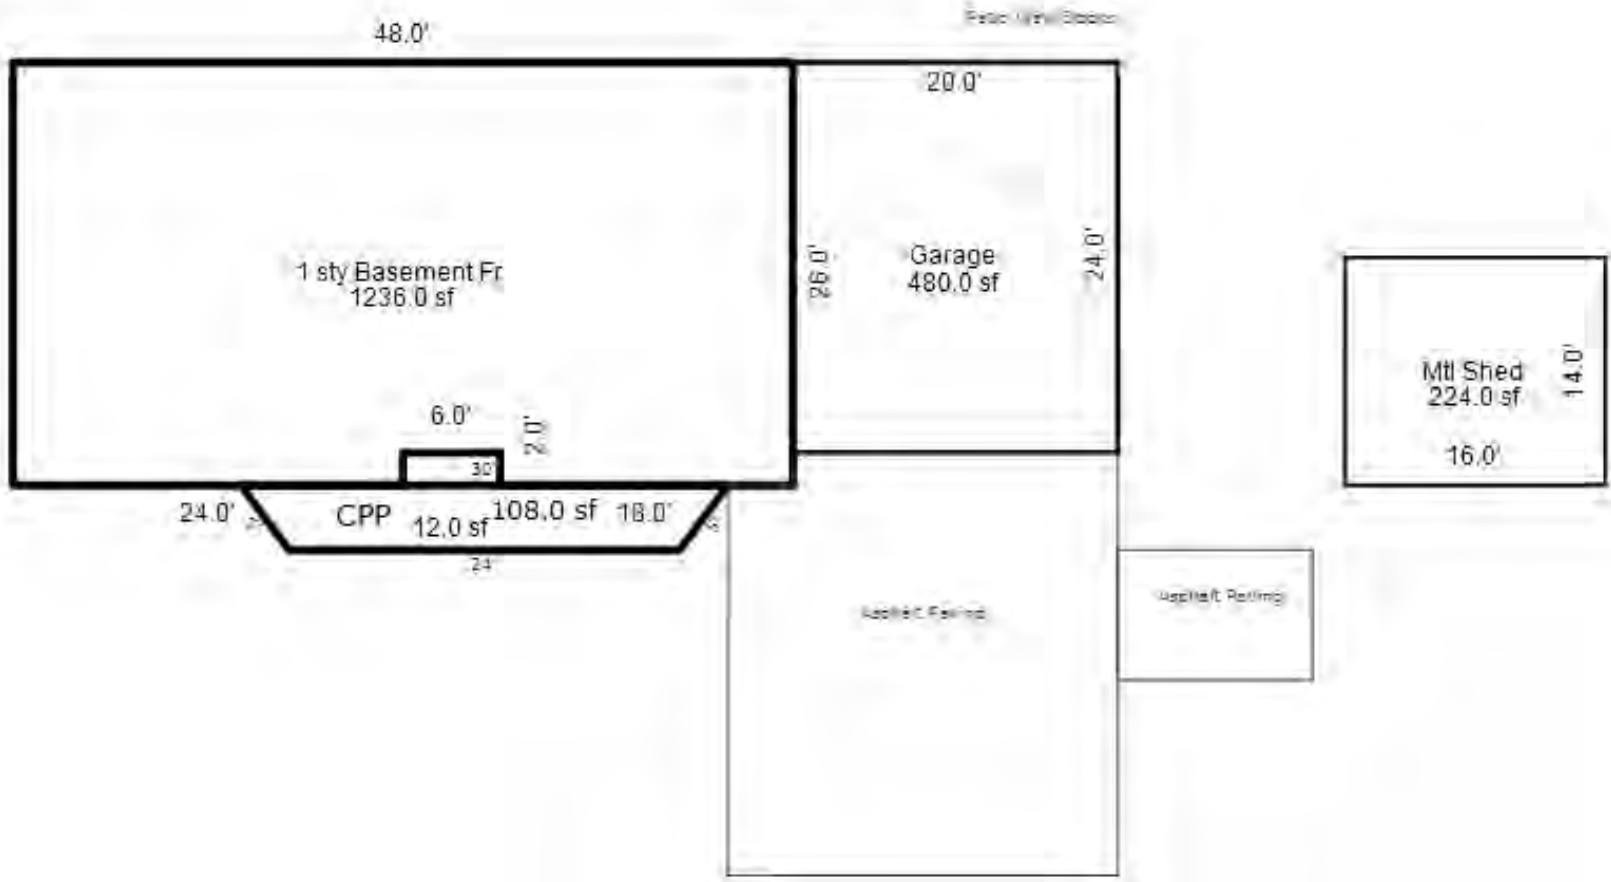 48.0'
20.0'
1 sty Basement Fr
1236.0 sf
26.0'
Garage
480.0 sf
24.0'
Mtl Shed
224.0 sf
14.0'
16.0'
6.0'
2.0'
30'
24.0'
CPP
12.0 sf
108.0 sf
18.0'
24'
Asphalt Paving
Asphalt Paving